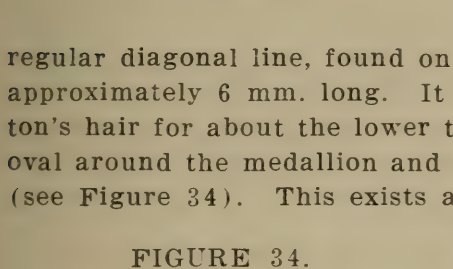 regular diagonal line, found on
approximately 6 mm. long. It
ton's hair for about the lower t
oval around the medallion and
(see Figure 34). This exists a
FIGURE 34.